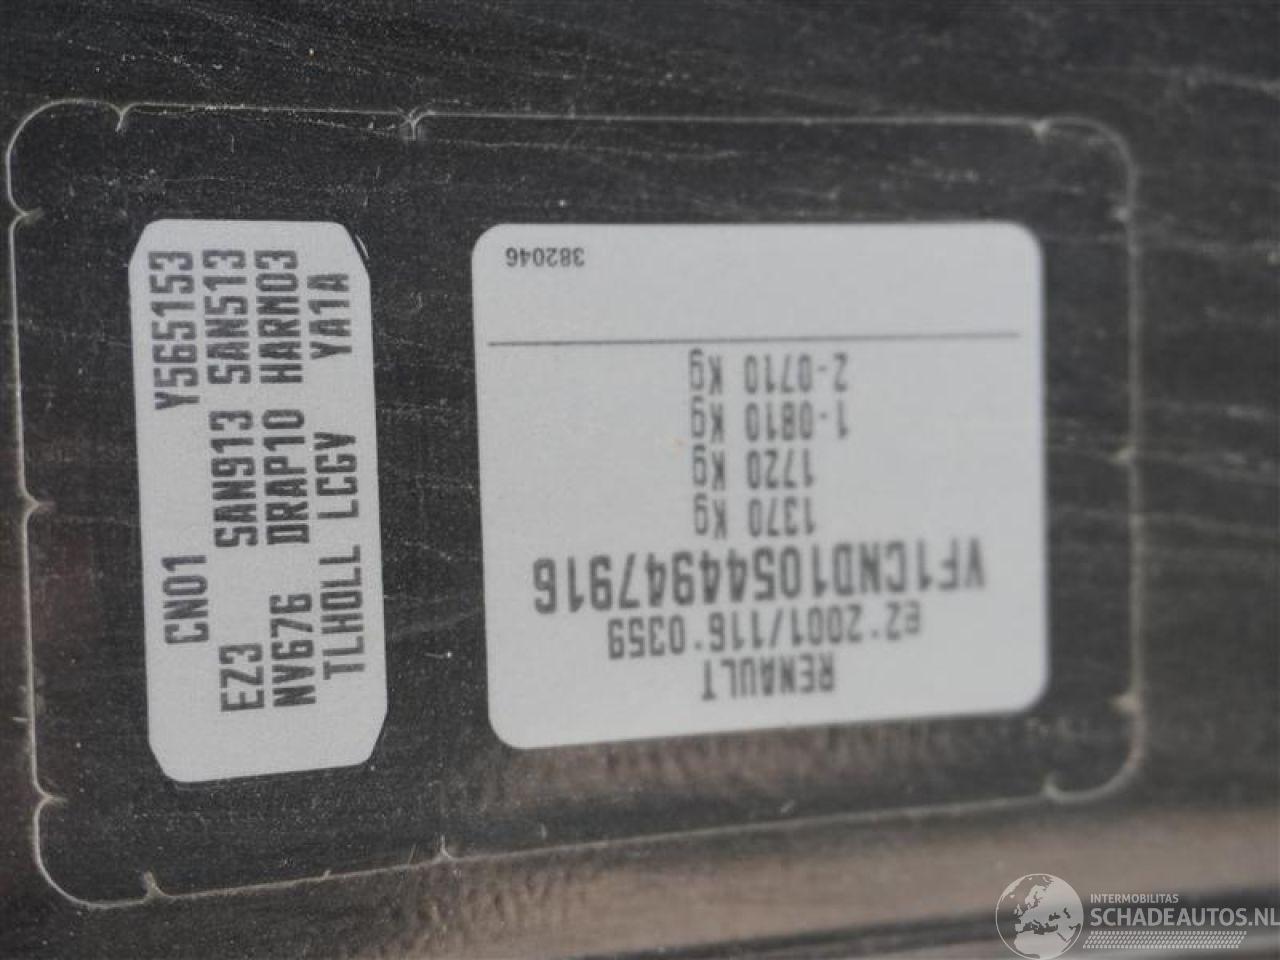 RENAULT
e2*2001/116*0359
VF1CND10544947916
1370 Kg
1720 Kg
1-0810 Kg
2-0710 Kg
382046
CN01 Y565153
EZ3 SAN913 SAN513
NV676 DRAP10 HARM03
TLHOLL LCGV YA1A
INTERMOBILITAS
SCHADEAUTOS.NL